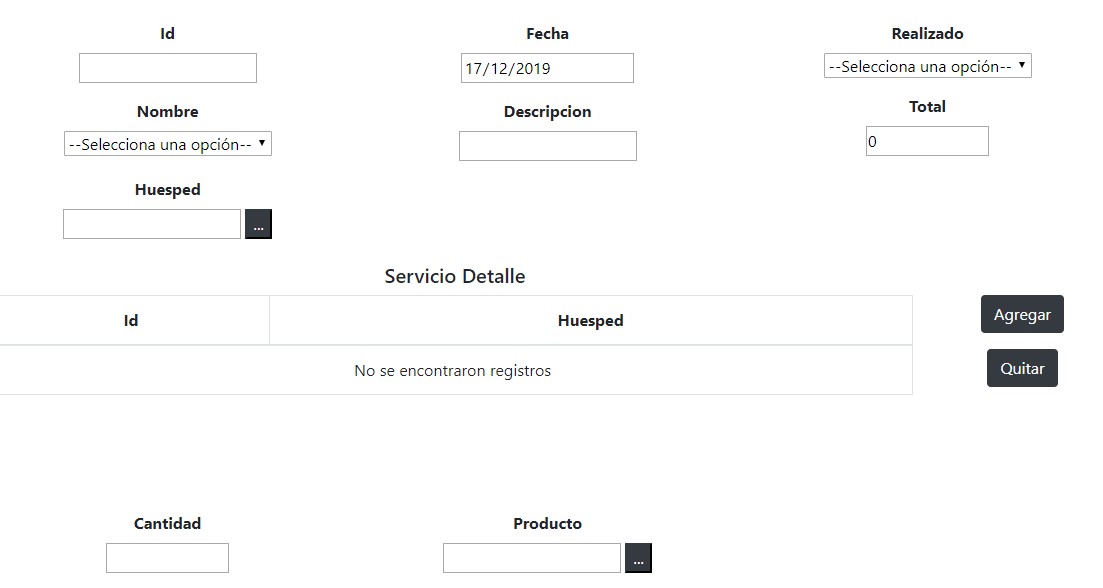 Id Fecha Realizado
17/12/2019 --Selecciona una opción--
Nombre Descripcion Total
--Selecciona una opción-- 0
Huesped
...
Servicio Detalle
Id Huesped Agregar
No se encontraron registros Quitar
Cantidad Producto
...